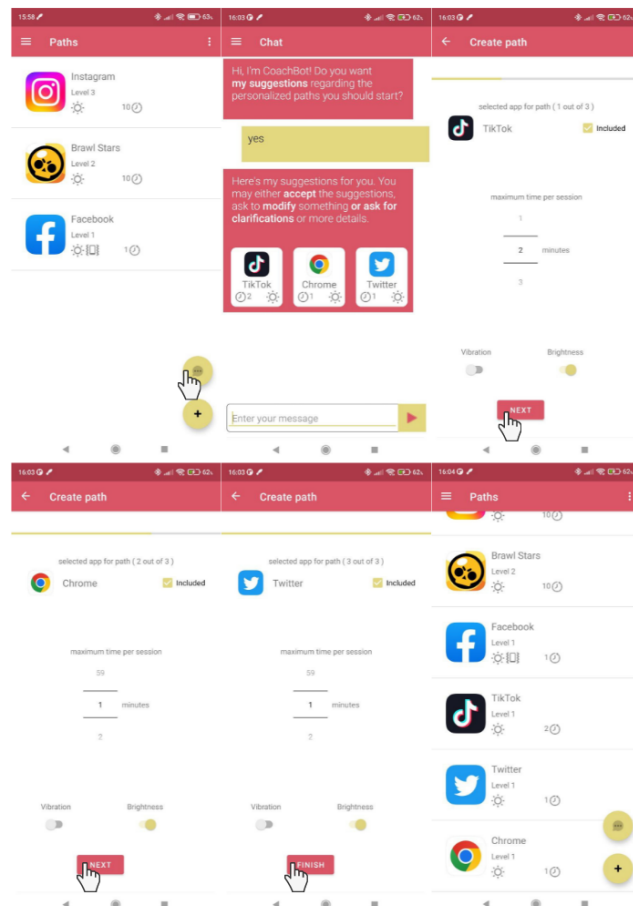 15:58
63%
Paths
Instagram
Level 3
10
Brawl Stars
Level 2
10
Facebook
Level 1
1
16:03
62%
Chat
Hi, I'm CoachBot! Do you want
my suggestions regarding the
personalized paths you should start?
yes
Here's my suggestions for you. You
may either accept the suggestions,
ask to modify something or ask for
clarifications or more details.
TikTok Chrome Twitter
2 1 1
Enter your message
16:03
62%
Create path
selected app for path ( 1 out of 3 )
TikTok Included
maximum time per session
1
2 minutes
3
Vibration Brightness
NEXT
16:03
62%
Create path
selected app for path ( 2 out of 3 )
Chrome Included
maximum time per session
59
1 minutes
2
Vibration Brightness
NEXT
16:03
62%
Create path
selected app for path ( 3 out of 3 )
Twitter Included
maximum time per session
59
1 minutes
2
Vibration Brightness
FINISH
16:04
62%
Paths
10
Brawl Stars
Level 2
10
Facebook
Level 1
1
TikTok
Level 1
2
Twitter
Level 1
1
Chrome
Level 1
1